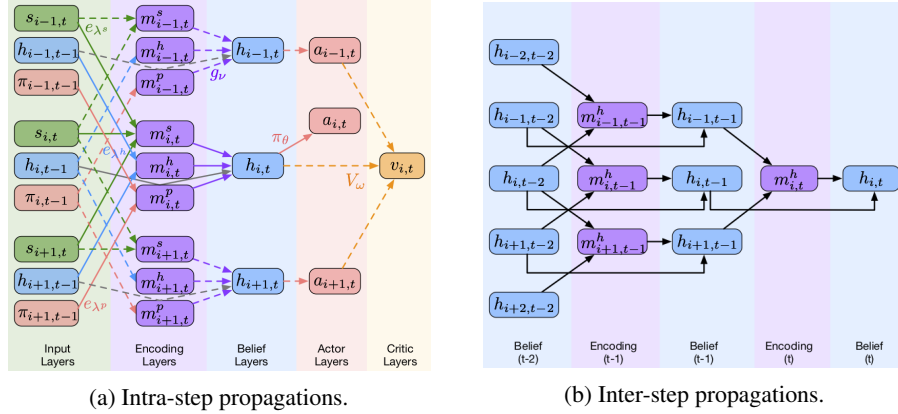 s_{i-1,t}
h_{i-1,t-1}
π_{i-1,t-1}
s_{i,t}
h_{i,t-1}
π_{i,t-1}
s_{i+1,t}
h_{i+1,t-1}
π_{i+1,t-1}
Input
Layers
e_{λ^s}
e_{λ^h}
e_{λ^p}
m^s_{i-1,t}
m^h_{i-1,t}
m^p_{i-1,t}
m^s_{i,t}
m^h_{i,t}
m^p_{i,t}
m^s_{i+1,t}
m^h_{i+1,t}
m^p_{i+1,t}
Encoding
Layers
g_ν
h_{i-1,t}
h_{i,t}
h_{i+1,t}
Belief
Layers
π_θ
a_{i-1,t}
a_{i,t}
a_{i+1,t}
Actor
Layers
V_ω
v_{i,t}
Critic
Layers
(a) Intra-step propagations.
h_{i-2,t-2}
h_{i-1,t-2}
h_{i,t-2}
h_{i+1,t-2}
h_{i+2,t-2}
Belief
(t-2)
m^h_{i-1,t-1}
m^h_{i,t-1}
m^h_{i+1,t-1}
Encoding
(t-1)
h_{i-1,t-1}
h_{i,t-1}
h_{i+1,t-1}
Belief
(t-1)
m^h_{i,t}
Encoding
(t)
h_{i,t}
Belief
(t)
(b) Inter-step propagations.